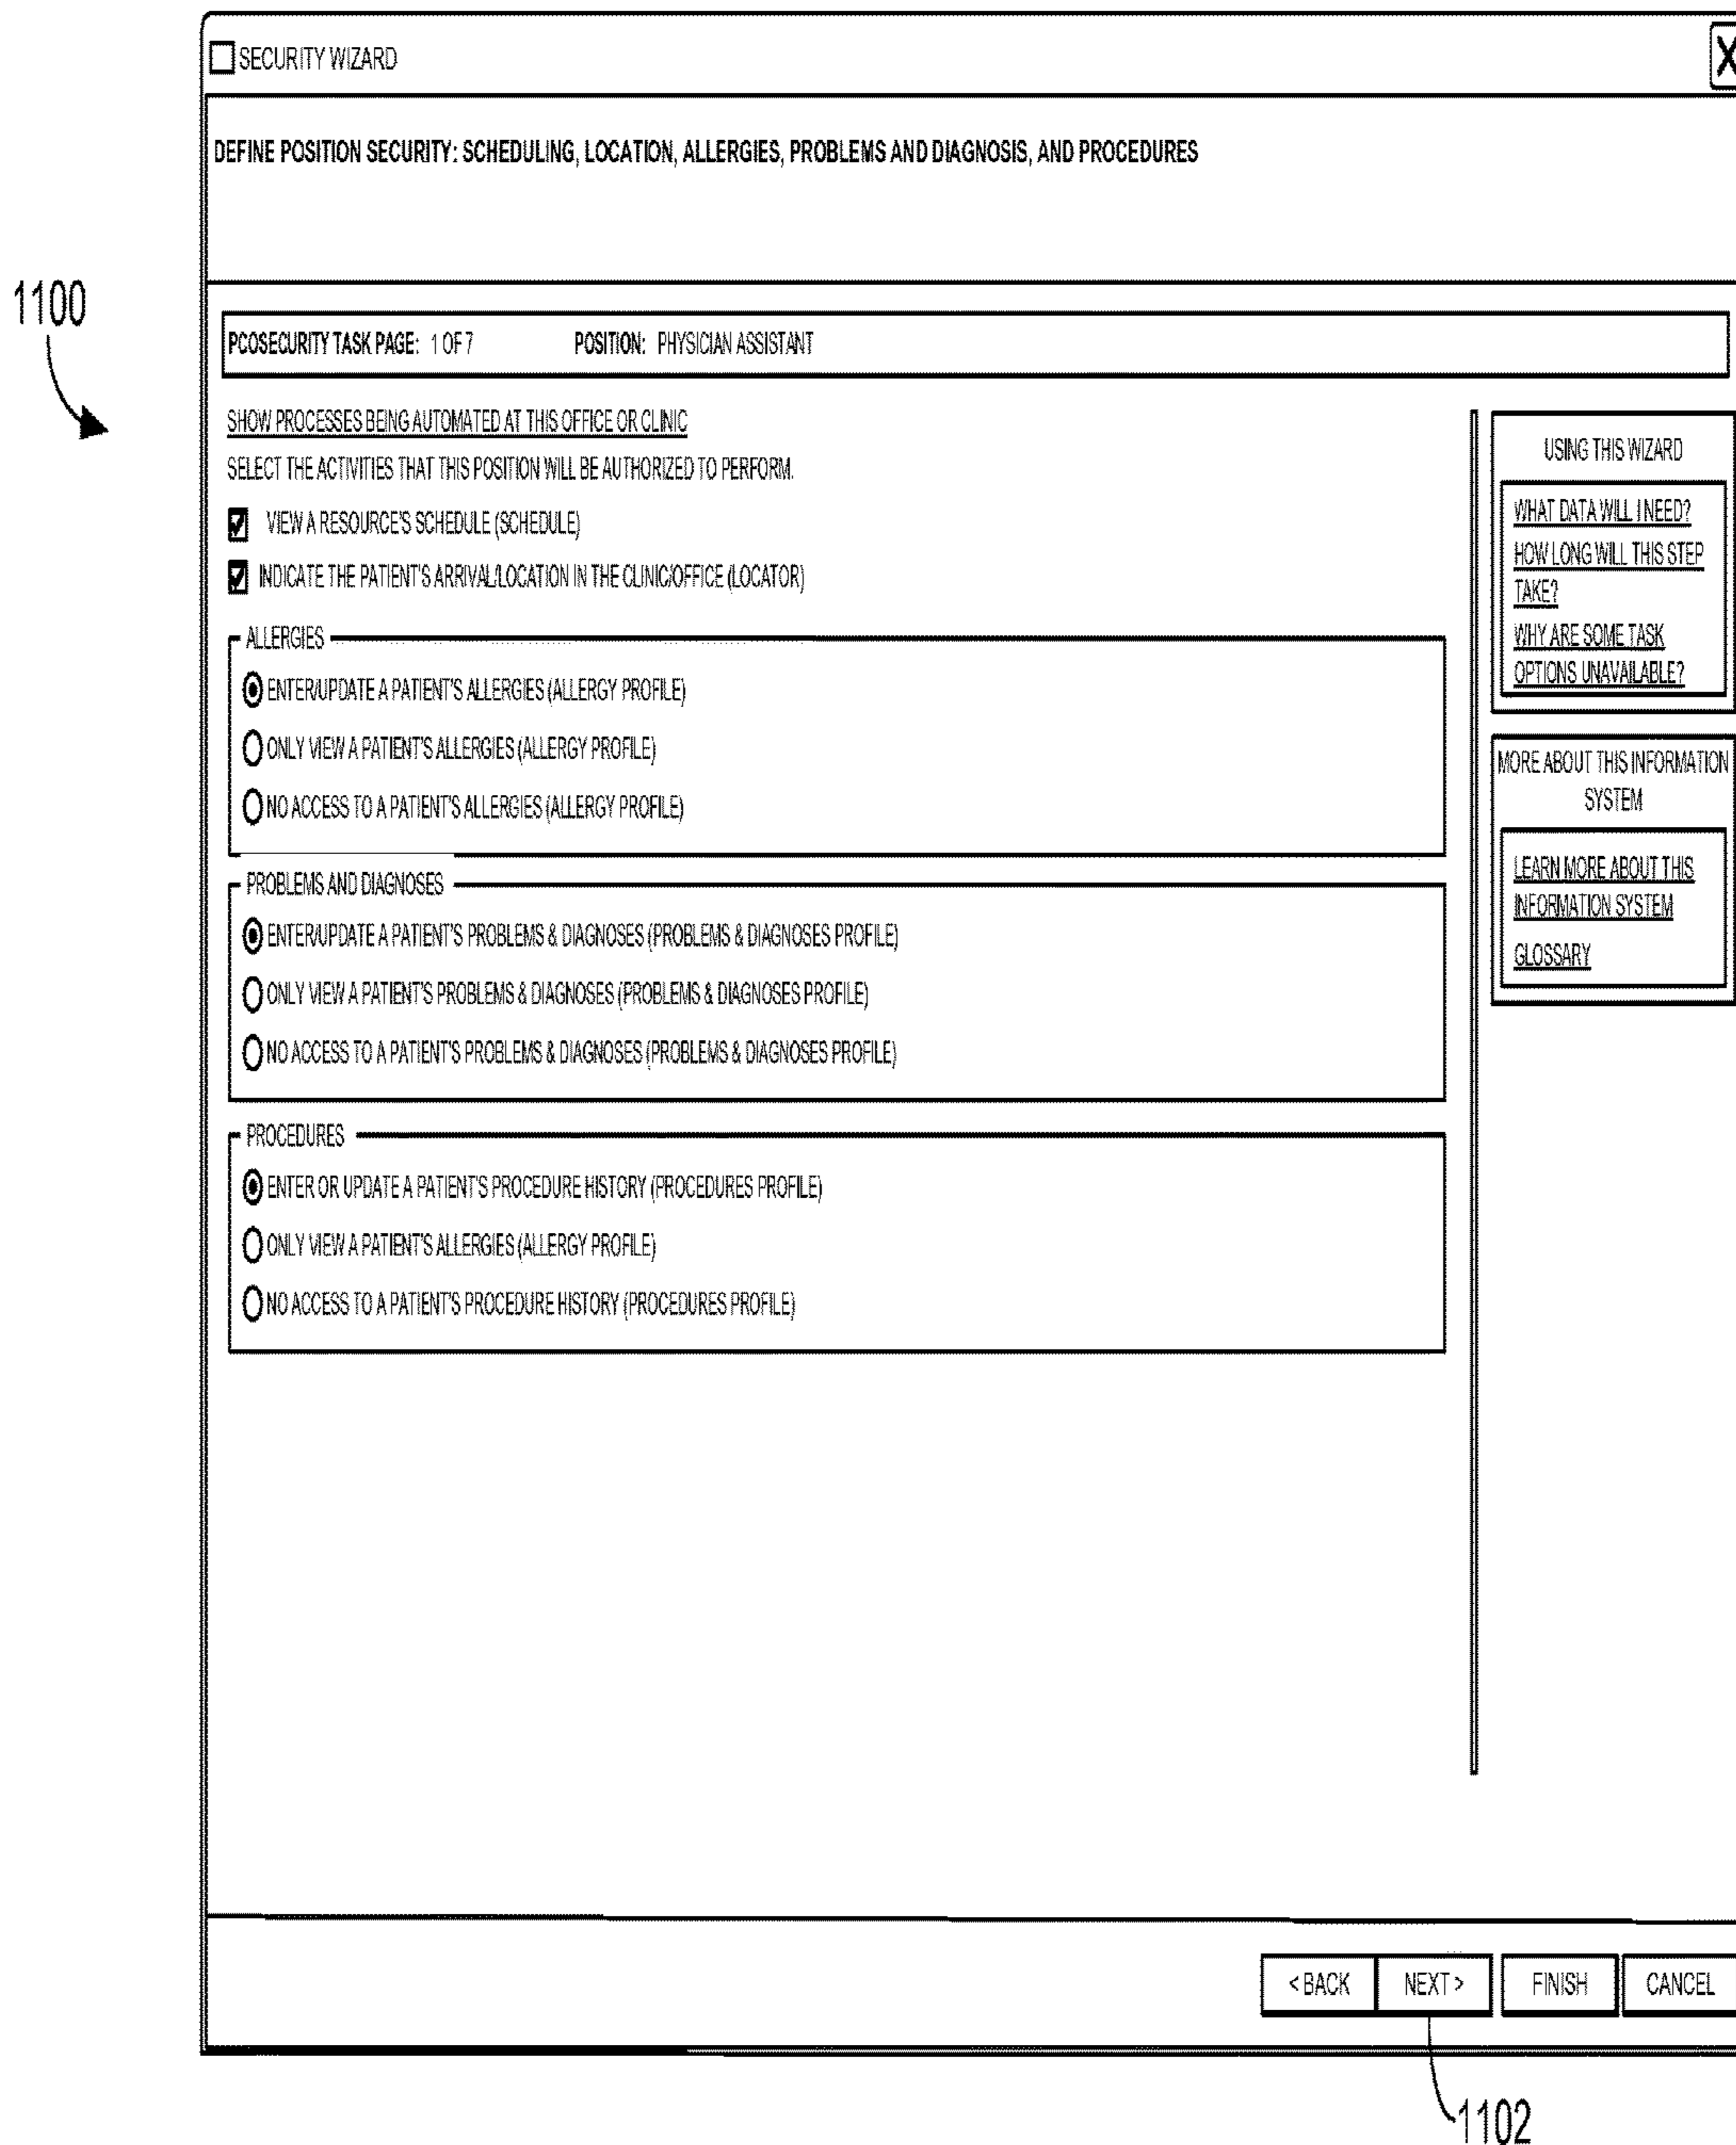 SECURITY WIZARD
X
DEFINE POSITION SECURITY: SCHEDULING, LOCATION, ALLERGIES, PROBLEMS AND DIAGNOSIS, AND PROCEDURES
1100
PCOSECURITY TASK PAGE: 1 OF 7 POSITION: PHYSICIAN ASSISTANT
SHOW PROCESSES BEING AUTOMATED AT THIS OFFICE OR CLINIC
SELECT THE ACTIVITIES THAT THIS POSITION WILL BE AUTHORIZED TO PERFORM.
VIEW A RESOURCE'S SCHEDULE (SCHEDULE)
INDICATE THE PATIENT'S ARRIVAL/LOCATION IN THE CLINIC/OFFICE (LOCATOR)
ALLERGIES
ENTER/UPDATE A PATIENT'S ALLERGIES (ALLERGY PROFILE)
ONLY VIEW A PATIENT'S ALLERGIES (ALLERGY PROFILE)
NO ACCESS TO A PATIENT'S ALLERGIES (ALLERGY PROFILE)
PROBLEMS AND DIAGNOSES
ENTER/UPDATE A PATIENT'S PROBLEMS & DIAGNOSES (PROBLEMS & DIAGNOSES PROFILE)
ONLY VIEW A PATIENT'S PROBLEMS & DIAGNOSES (PROBLEMS & DIAGNOSES PROFILE)
NO ACCESS TO A PATIENT'S PROBLEMS & DIAGNOSES (PROBLEMS & DIAGNOSES PROFILE)
PROCEDURES
ENTER OR UPDATE A PATIENT'S PROCEDURE HISTORY (PROCEDURES PROFILE)
ONLY VIEW A PATIENT'S ALLERGIES (ALLERGY PROFILE)
NO ACCESS TO A PATIENT'S PROCEDURE HISTORY (PROCEDURES PROFILE)
USING THIS WIZARD
WHAT DATA WILL I NEED?
HOW LONG WILL THIS STEP
TAKE?
WHY ARE SOME TASK
OPTIONS UNAVAILABLE?
MORE ABOUT THIS INFORMATION
SYSTEM
LEARN MORE ABOUT THIS
INFORMATION SYSTEM
GLOSSARY
< BACK NEXT > FINISH CANCEL
1102